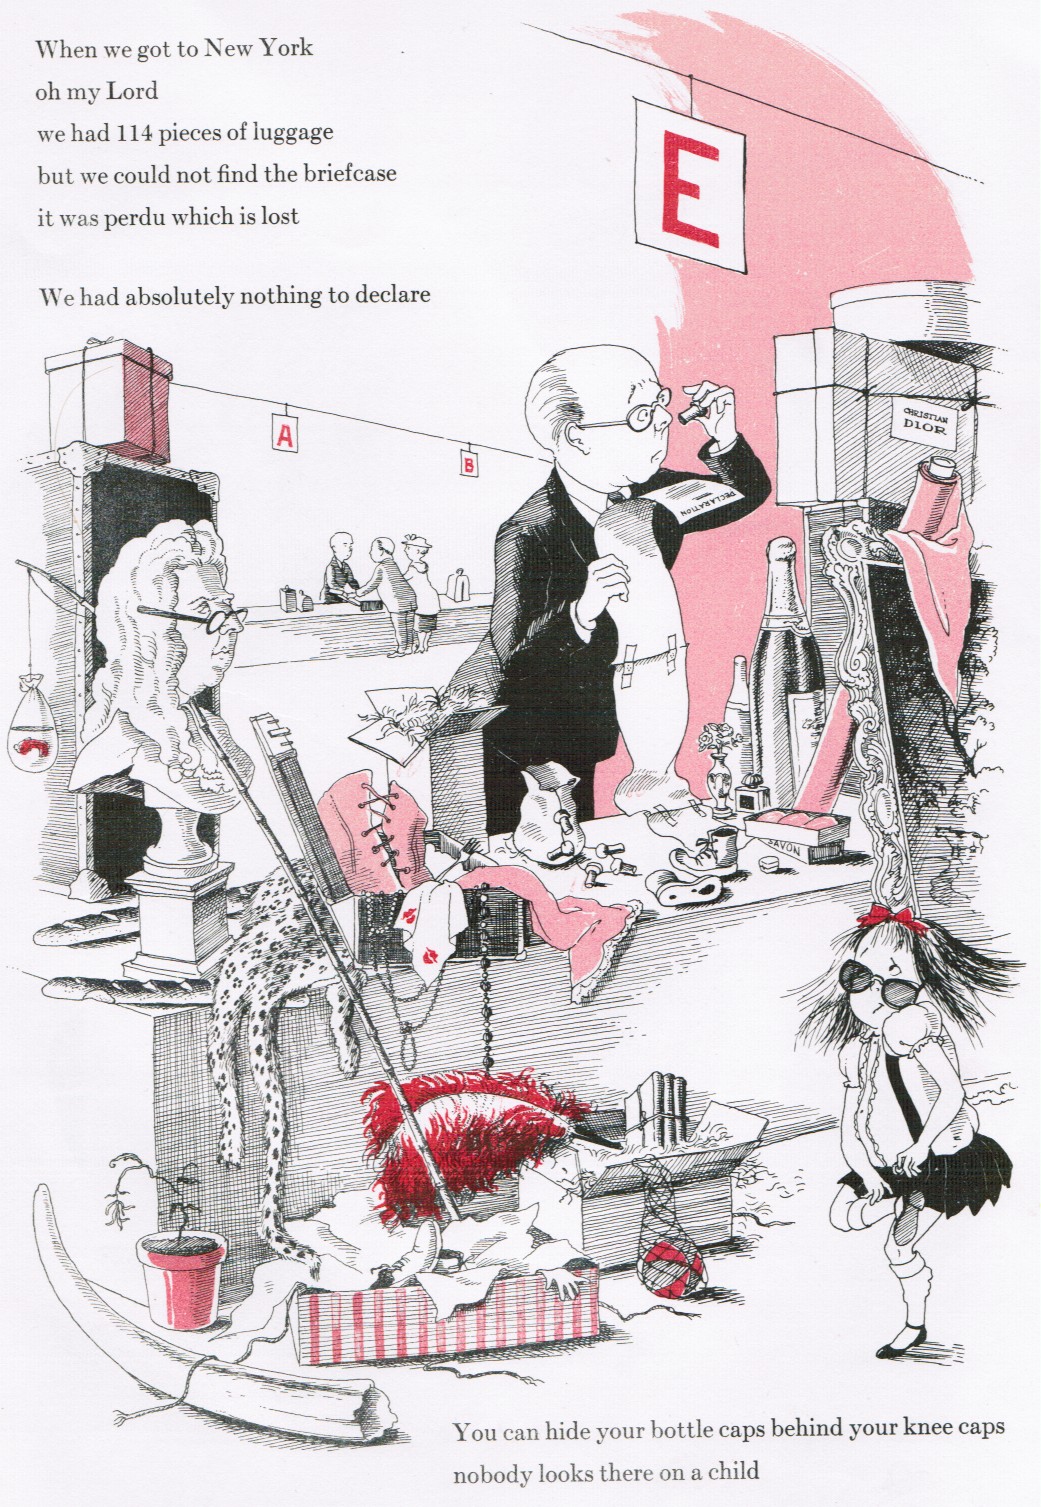 When we got to New York
oh my Lord
we had 114 pieces of luggage
but we could not find the briefcase
it was perdu which is lost
We had absolutely nothing to declare
E
A
B
CHRISTIAN
DIOR
DECLARATION
SAVON
You can hide your bottle caps behind your knee caps
nobody looks there on a child